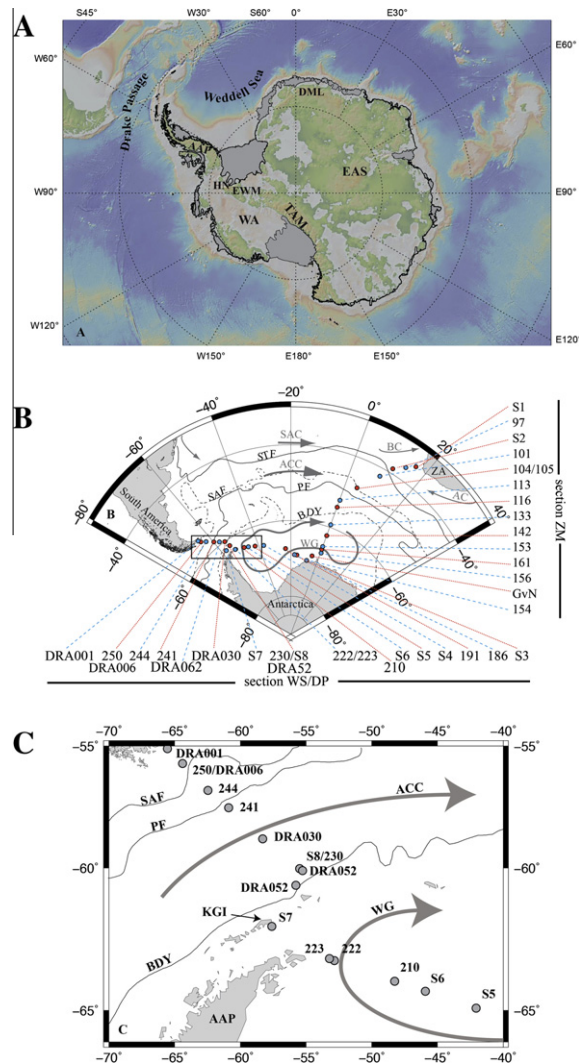 A
S45° W30° S60° 0° E30°
W60°
E60°
Drake Passage
Weddell Sea
DML
AAP
EAS
HN
EWM
W90°
E90°
WA
TAM
W120°
E120°
A
W150° E180° E150°
B
−20°
−40° 0°
−60° 20°
−80° 40°
SAC
BC
STF
ACC
ZA
SAF
PF
AC
South America
B
BDY
WG
−40°
−40°
−60°
−60°
Antarctica
−80°
−80°
S1
97
S2
101
104/105
113
116
133
142
153
161
156
GvN
154
section ZM
DRA001 250 244 241 DRA030 S7 230/S8 222/223 S6 S5 S4 191 186 S3
DRA006 DRA062 DRA52 210
section WS/DP
C
−70° −65° −60° −55° −50° −45° −40°
−55° −55°
DRA001
250/DRA006
SAF
244
ACC
PF
241
DRA030
S8/230
−60° −60°
DRA052
DRA052
KGI
S7
WG
223 222
BDY
210
S6
S5
−65° −65°
AAP
C
−70° −65° −60° −55° −50° −45° −40°